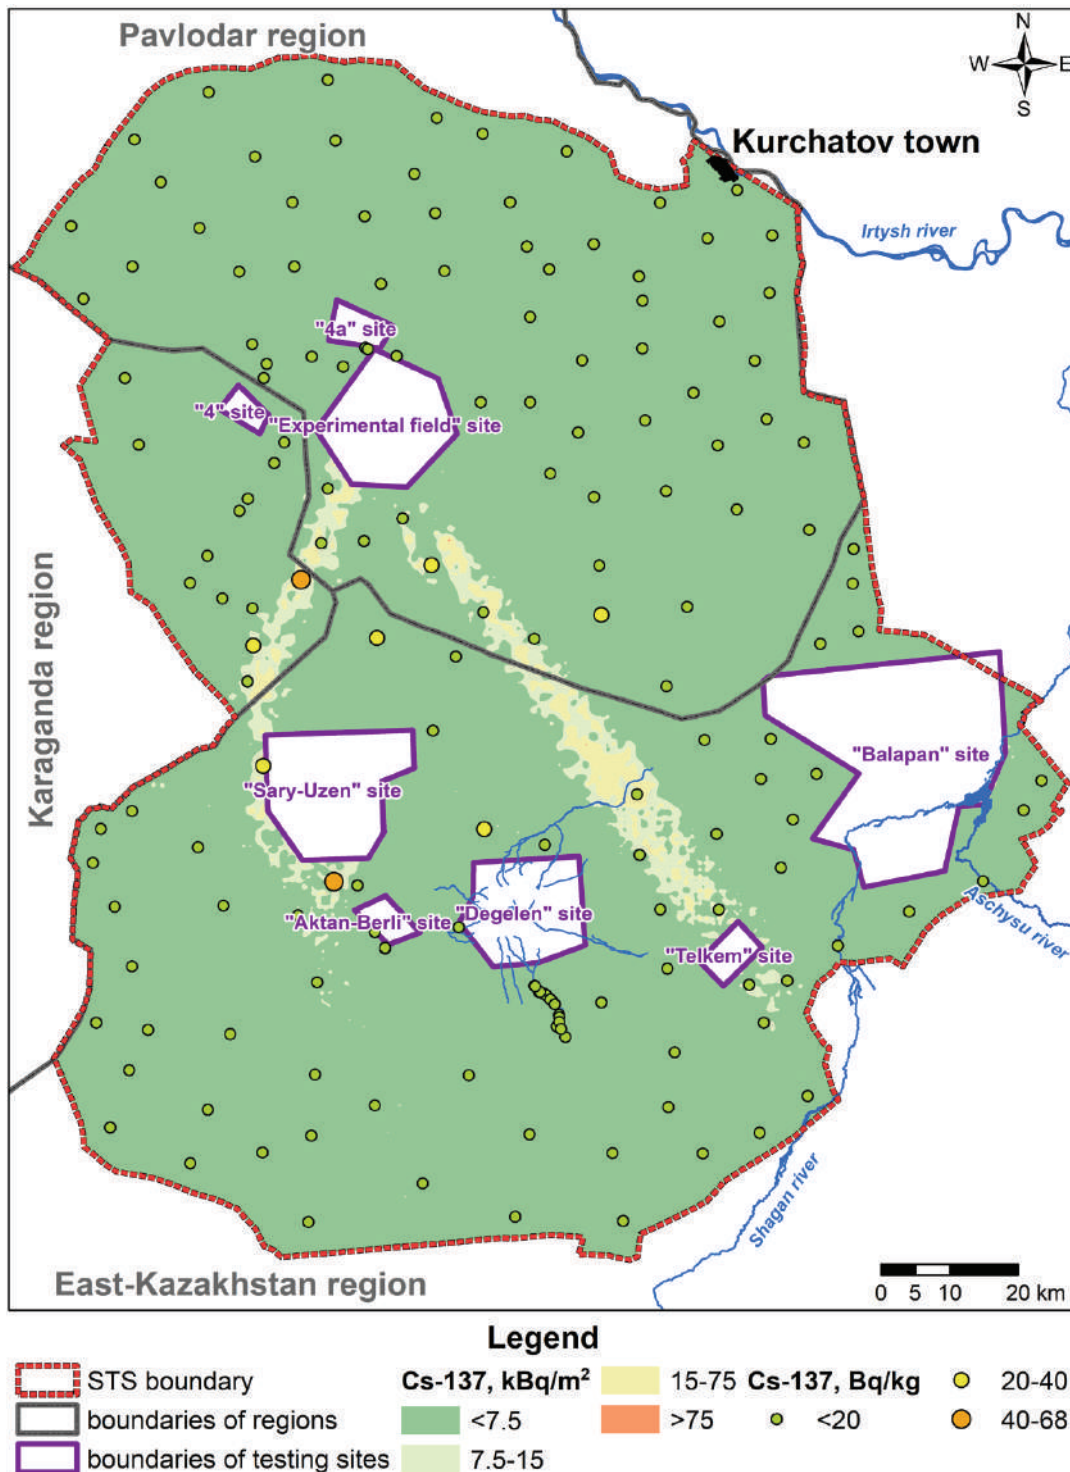 Pavlodar region
N
W E
S
Kurchatov town
Irtysh river
"4a" site
"4" site
"Experimental field" site
Karaganda region
"Balapan" site
"Sary-Uzen" site
"Aktan-Berli" site
"Degelen" site
"Telkem" site
Aschysu river
Shagan river
East-Kazakhstan region
0 5 10 20 km
Legend
STS boundary
boundaries of regions
boundaries of testing sites
Cs-137, kBq/m²
<7.5
7.5-15
15-75
>75
Cs-137, Bq/kg
<20
20-40
40-68